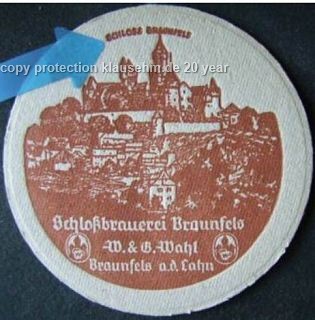 SCHLOSS BRAUNFELS
copy protection klausehm.de 20 year
Schloßbrauerei Braunfels
W. & G. Wahl
Braunfels a.d. Lahn